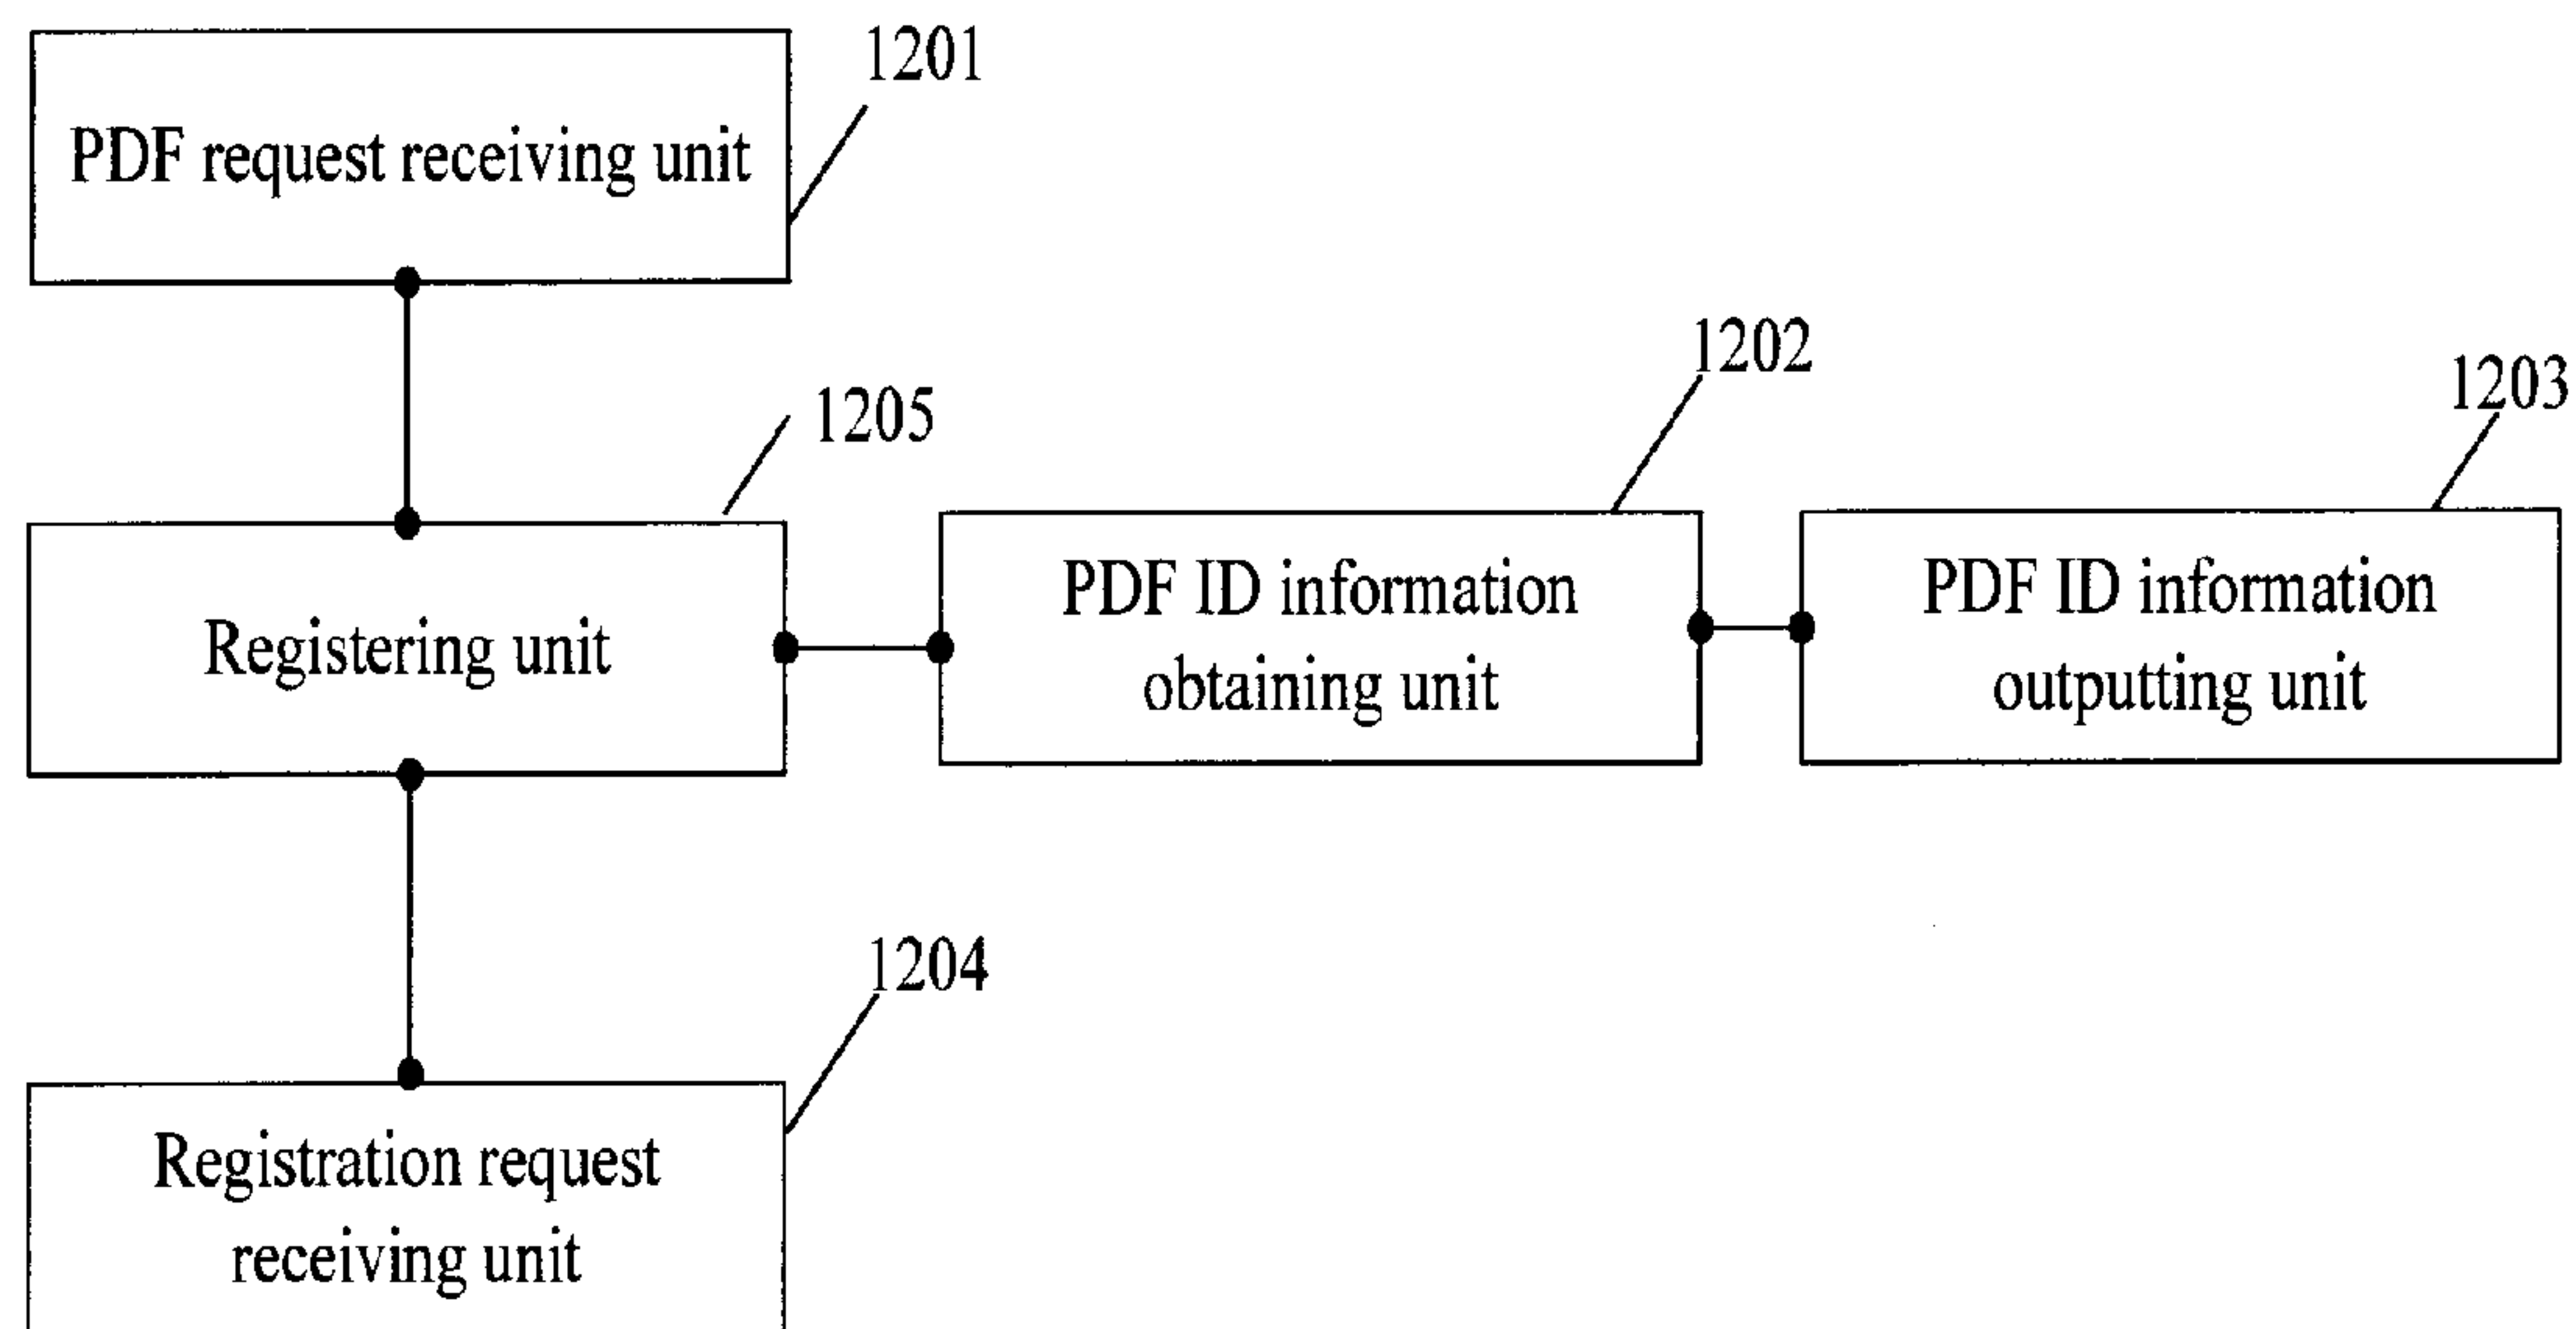 1201
PDF request receiving unit
1205
1202
1203
Registering unit
PDF ID information
obtaining unit
PDF ID information
outputting unit
1204
Registration request
receiving unit